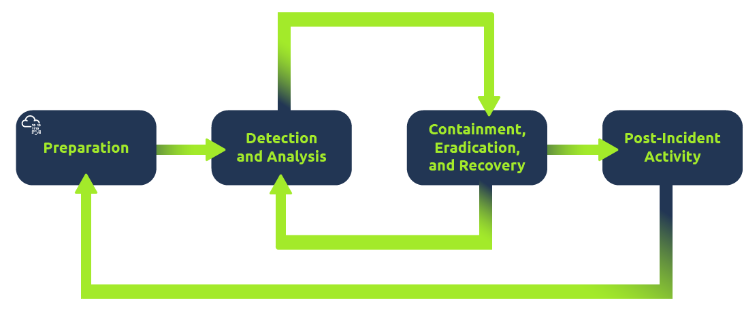 Preparation
Detection
and Analysis
Containment,
Eradication,
and Recovery
Post-Incident
Activity